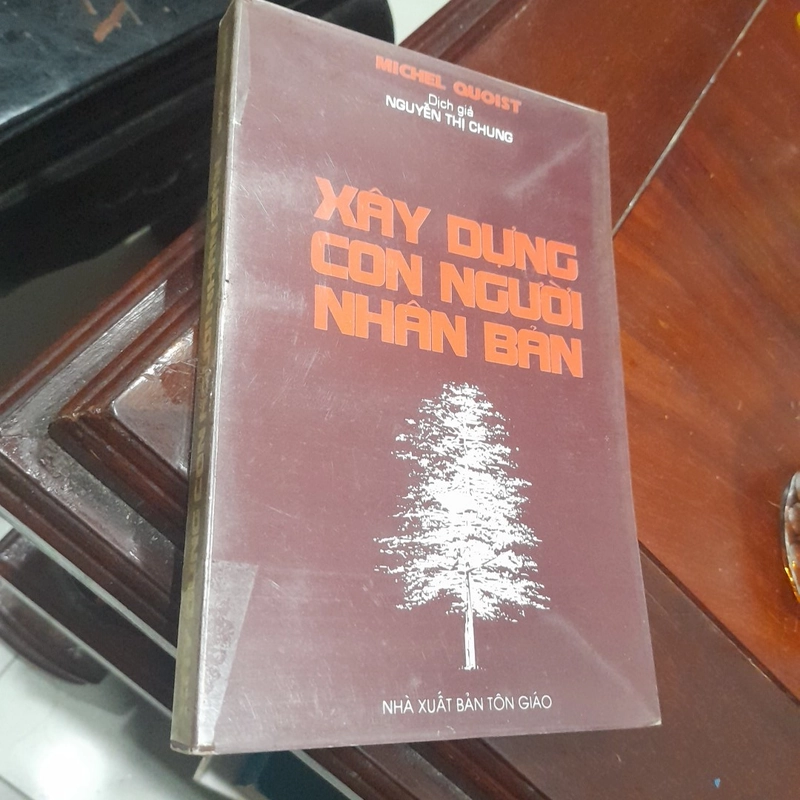 MICHEL QUOIST
Dịch giả
NGUYỄN THỊ CHUNG
XÂY DỰNG
CON NGƯỜI
NHÂN BẢN
NHÀ XUẤT BẢN TÔN GIÁO